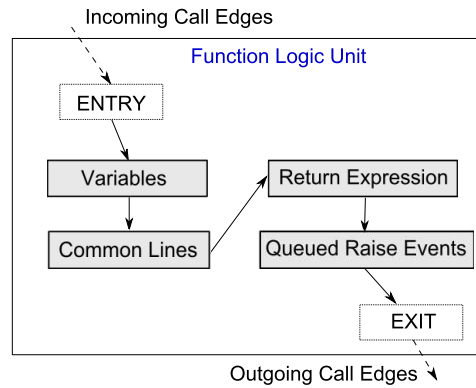 Incoming Call Edges
Function Logic Unit
ENTRY
Variables
Common Lines
Return Expression
Queued Raise Events
EXIT
Outgoing Call Edges